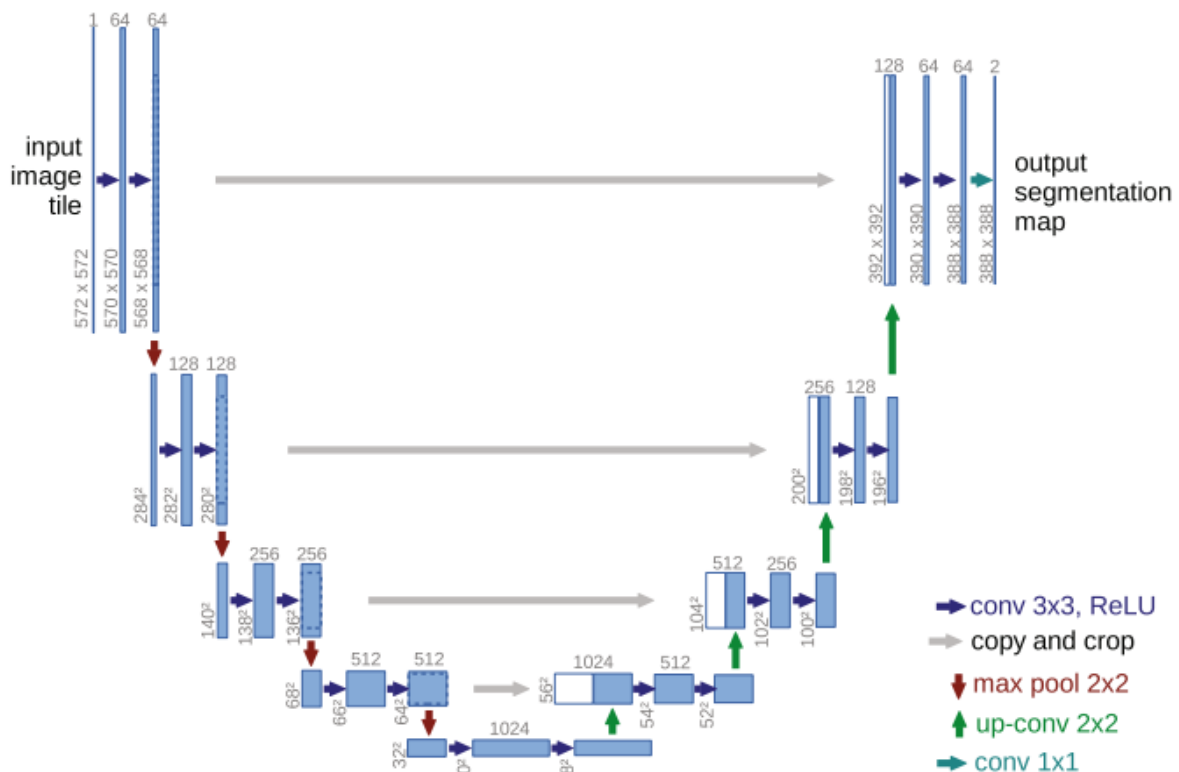 1 64 64
128 64 64 2
input
image
tile
output
segmentation
map
572 x 572
570 x 570
568 x 568
392 x 392
390 x 390
388 x 388
388 x 388
128 128
256 128
284²
282²
280²
200²
198²
196²
256 256
512 256
140²
138²
136²
104²
102²
100²
512 512
1024 512
68²
66²
64²
56²
54²
52²
1024
32²
conv 3x3, ReLU
copy and crop
max pool 2x2
up-conv 2x2
conv 1x1